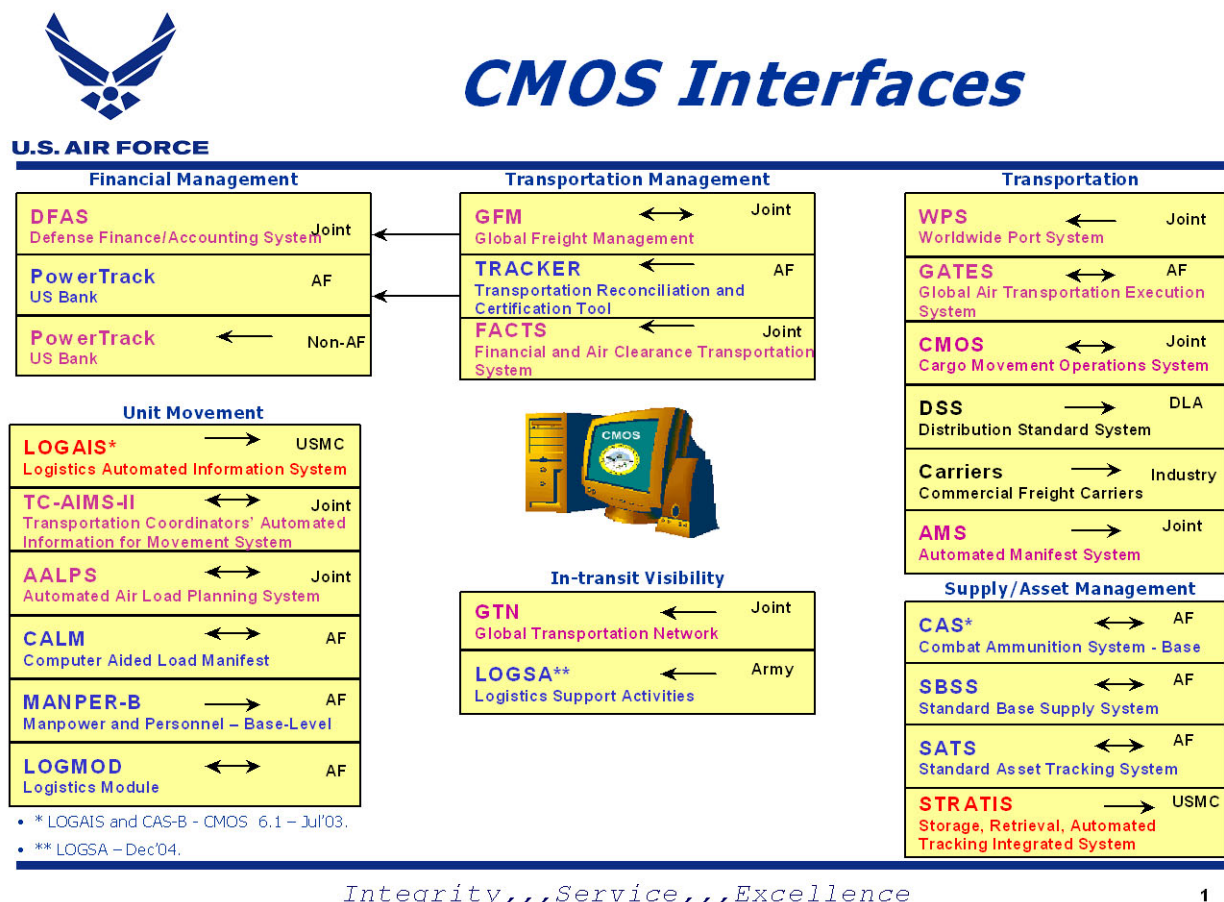 CMOS Interfaces
U.S. AIR FORCE
Financial Management
DFAS
Joint
Defense Finance/Accounting System
PowerTrack
AF
US Bank
PowerTrack
Non-AF
US Bank
Transportation Management
GFM
Joint
Global Freight Management
TRACKER
AF
Transportation Reconciliation and
Certification Tool
FACTS
Joint
Financial and Air Clearance Transportation
System
Transportation
WPS
Joint
Worldwide Port System
GATES
AF
Global Air Transportation Execution
System
CMOS
Joint
Cargo Movement Operations System
DSS
DLA
Distribution Standard System
Carriers
Industry
Commercial Freight Carriers
AMS
Joint
Automated Manifest System
Unit Movement
LOGAIS*
USMC
Logistics Automated Information System
TC-AIMS-II
Joint
Transportation Coordinators' Automated
Information for Movement System
AALPS
Joint
Automated Air Load Planning System
CALM
AF
Computer Aided Load Manifest
MANPER-B
AF
Manpower and Personnel – Base-Level
LOGMOD
AF
Logistics Module
CMOS
In-transit Visibility
GTN
Joint
Global Transportation Network
LOGSA**
Army
Logistics Support Activities
Supply/Asset Management
CAS*
AF
Combat Ammunition System - Base
SBSS
AF
Standard Base Supply System
SATS
AF
Standard Asset Tracking System
STRATIS
USMC
Storage, Retrieval, Automated
Tracking Integrated System
• * LOGAIS and CAS-B - CMOS 6.1 – Jul'03.
• ** LOGSA – Dec'04.
Integrity,,,Service,,,Excellence
1